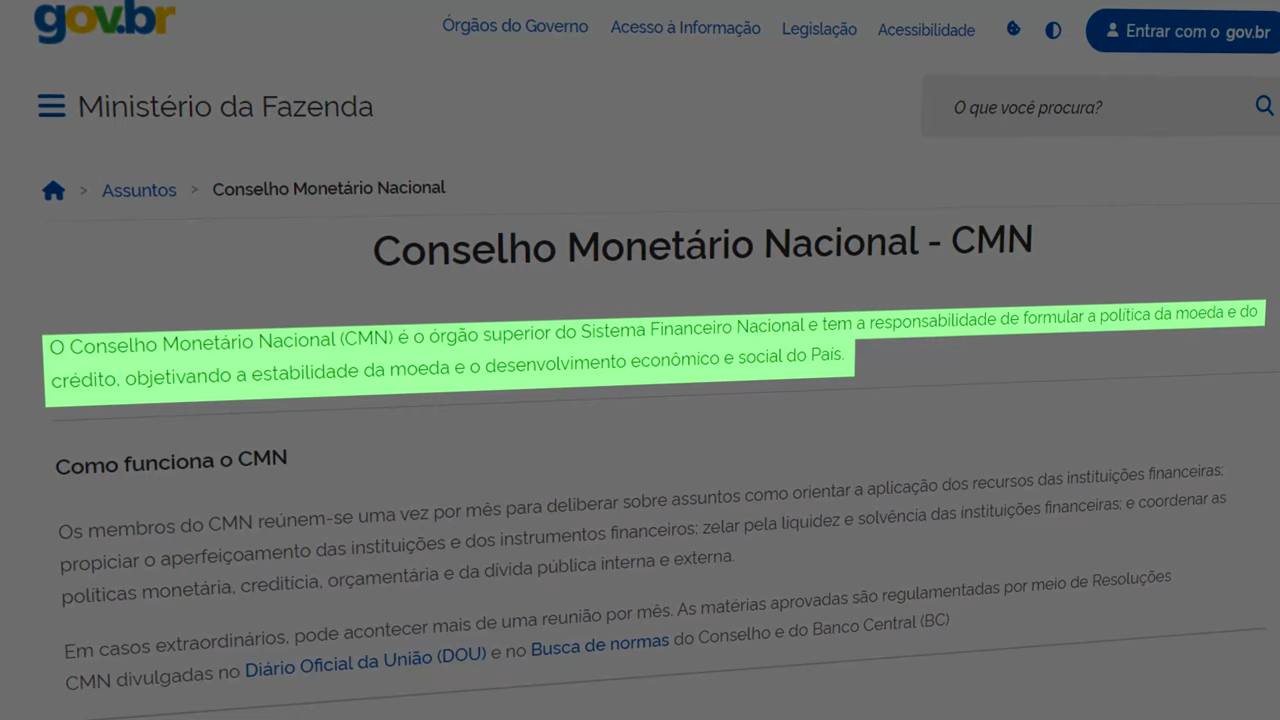 gov.br
Órgãos do Governo Acesso à Informação Legislação Acessibilidade Entrar com o gov.br
Ministério da Fazenda
O que você procura?
> Assuntos > Conselho Monetário Nacional
Conselho Monetário Nacional - CMN
O Conselho Monetário Nacional (CMN) é o órgão superior do Sistema Financeiro Nacional e tem a responsabilidade de formular a política da moeda e do
crédito, objetivando a estabilidade da moeda e o desenvolvimento econômico e social do País.
Como funciona o CMN
Os membros do CMN reúnem-se uma vez por mês para deliberar sobre assuntos como orientar a aplicação dos recursos das instituições financeiras;
propiciar o aperfeiçoamento das instituições e dos instrumentos financeiros; zelar pela liquidez e solvência das instituições financeiras; e coordenar as
políticas monetária, creditícia, orçamentária e da dívida pública interna e externa.
Em casos extraordinários, pode acontecer mais de uma reunião por mês. As matérias aprovadas são regulamentadas por meio de Resoluções
CMN divulgadas no Diário Oficial da União (DOU) e no Busca de normas do Conselho e do Banco Central (BC)